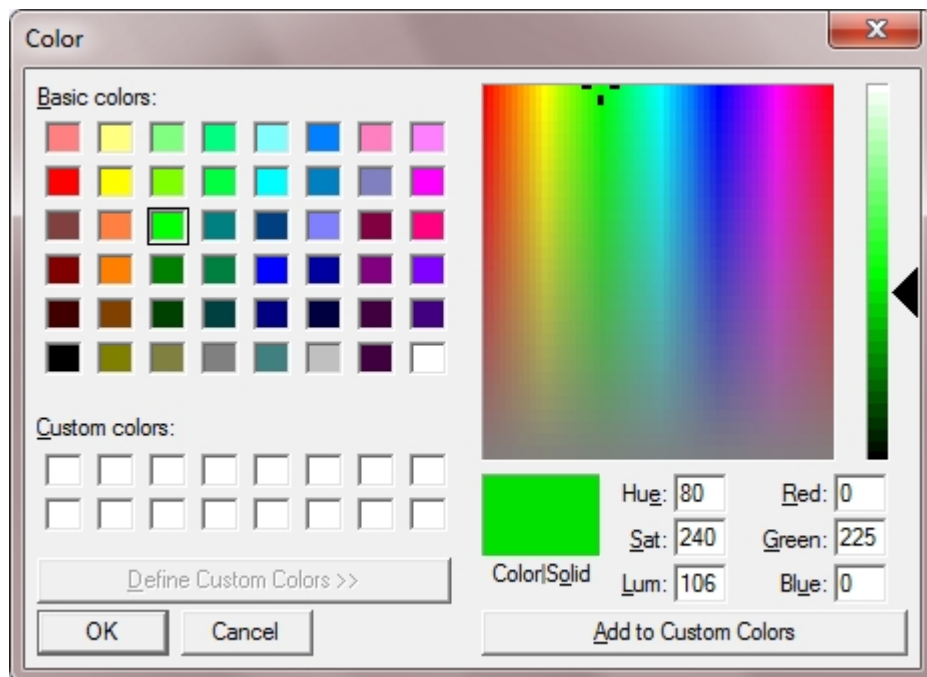 Color
x
Basic colors:
Custom colors:
Define Custom Colors >>
OK Cancel
Color|Solid
Hue: 80 Red: 0
Sat: 240 Green: 225
Lum: 106 Blue: 0
Add to Custom Colors